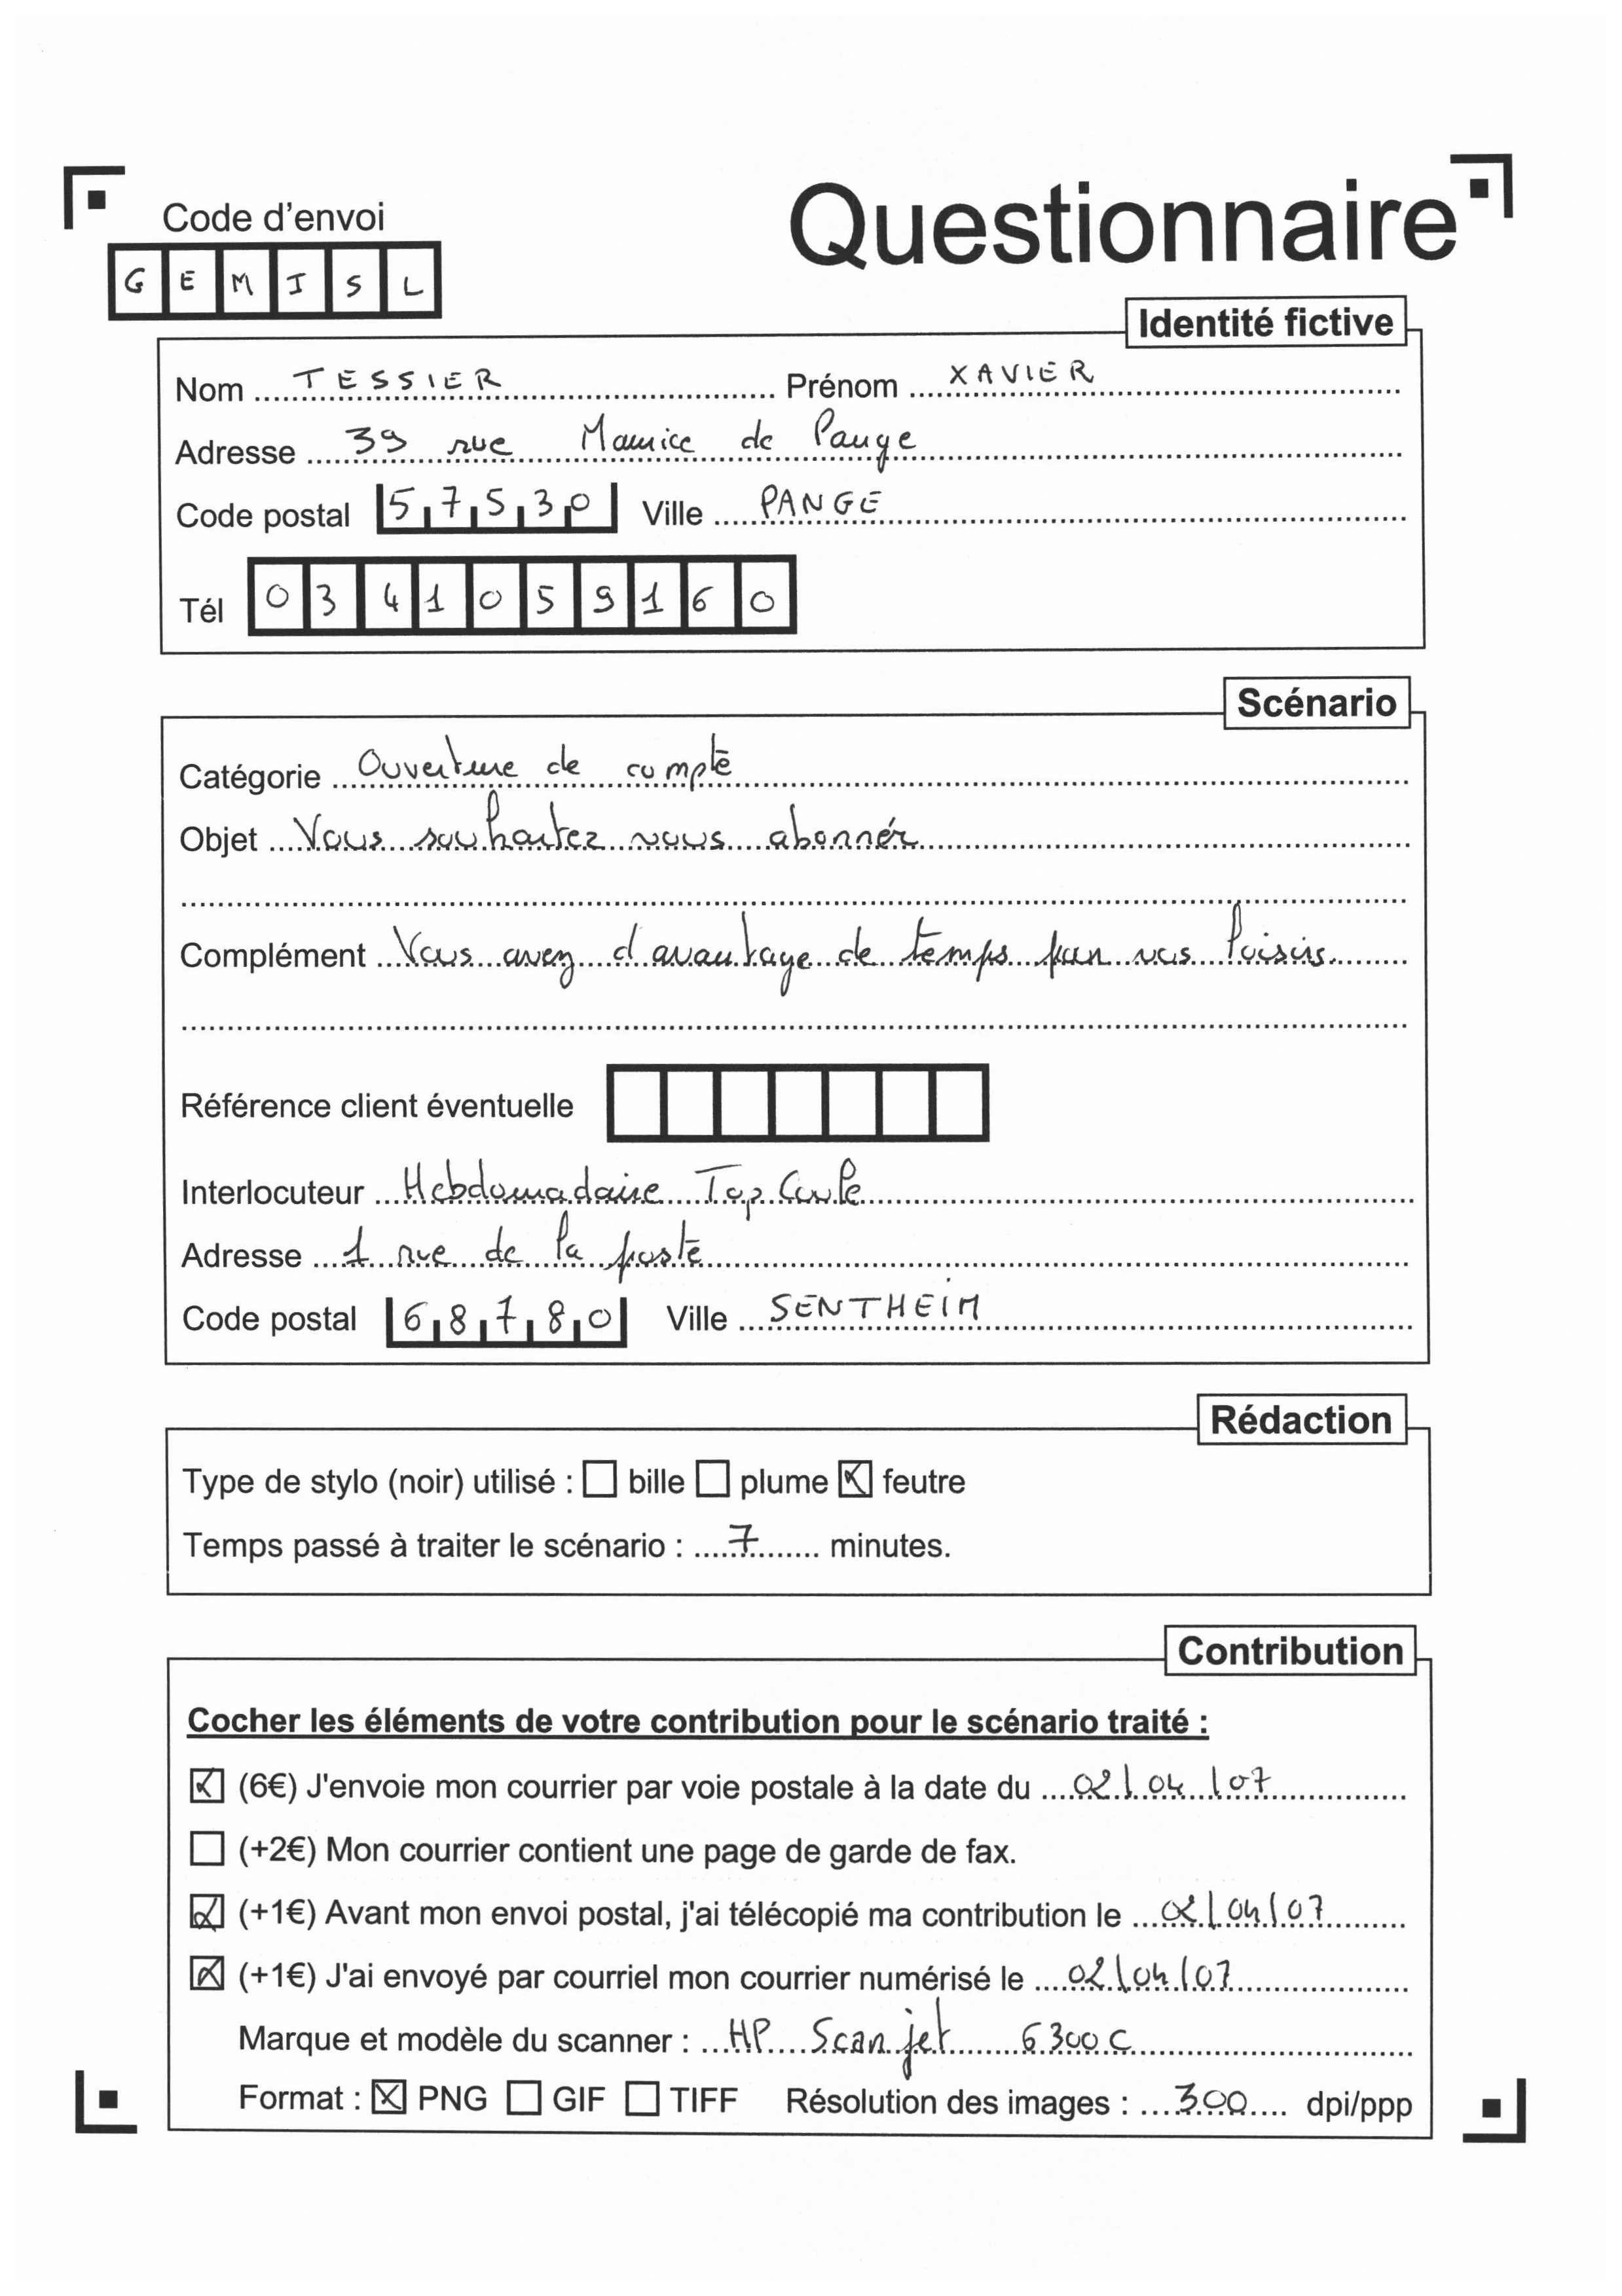 Questionnaire
Code d'envoi
G E M I S L
Identité fictive
Nom TESSIER Prénom XAVIER
Adresse 39 rue Maurice de Pange
Code postal 57530 Ville PANGE
Tél 0341059160
Scénario
Catégorie Ouverture de compte
Objet Vous souhaitez vous abonner
Complément Vous avez d'avantage de temps pour vos loisirs.
Référence client éventuelle
Interlocuteur Hebdomadaire Top
Adresse 1 rue de la poste
Code postal 68780 Ville SENTHEIM
Rédaction
Type de stylo (noir) utilisé : bille plume feutre
Temps passé à traiter le scénario : 7 minutes.
Contribution
Cocher les éléments de votre contribution pour le scénario traité :
(6€) J'envoie mon courrier par voie postale à la date du 02/04/07
(+2€) Mon courrier contient une page de garde de fax.
(+1€) Avant mon envoi postal, j'ai télécopié ma contribution le 02/04/07
(+1€) J'ai envoyé par courriel mon courrier numérisé le 02/04/07
Marque et modèle du scanner : HP Scanjet 6300C
Format : PNG GIF TIFF Résolution des images : 300 dpi/ppp